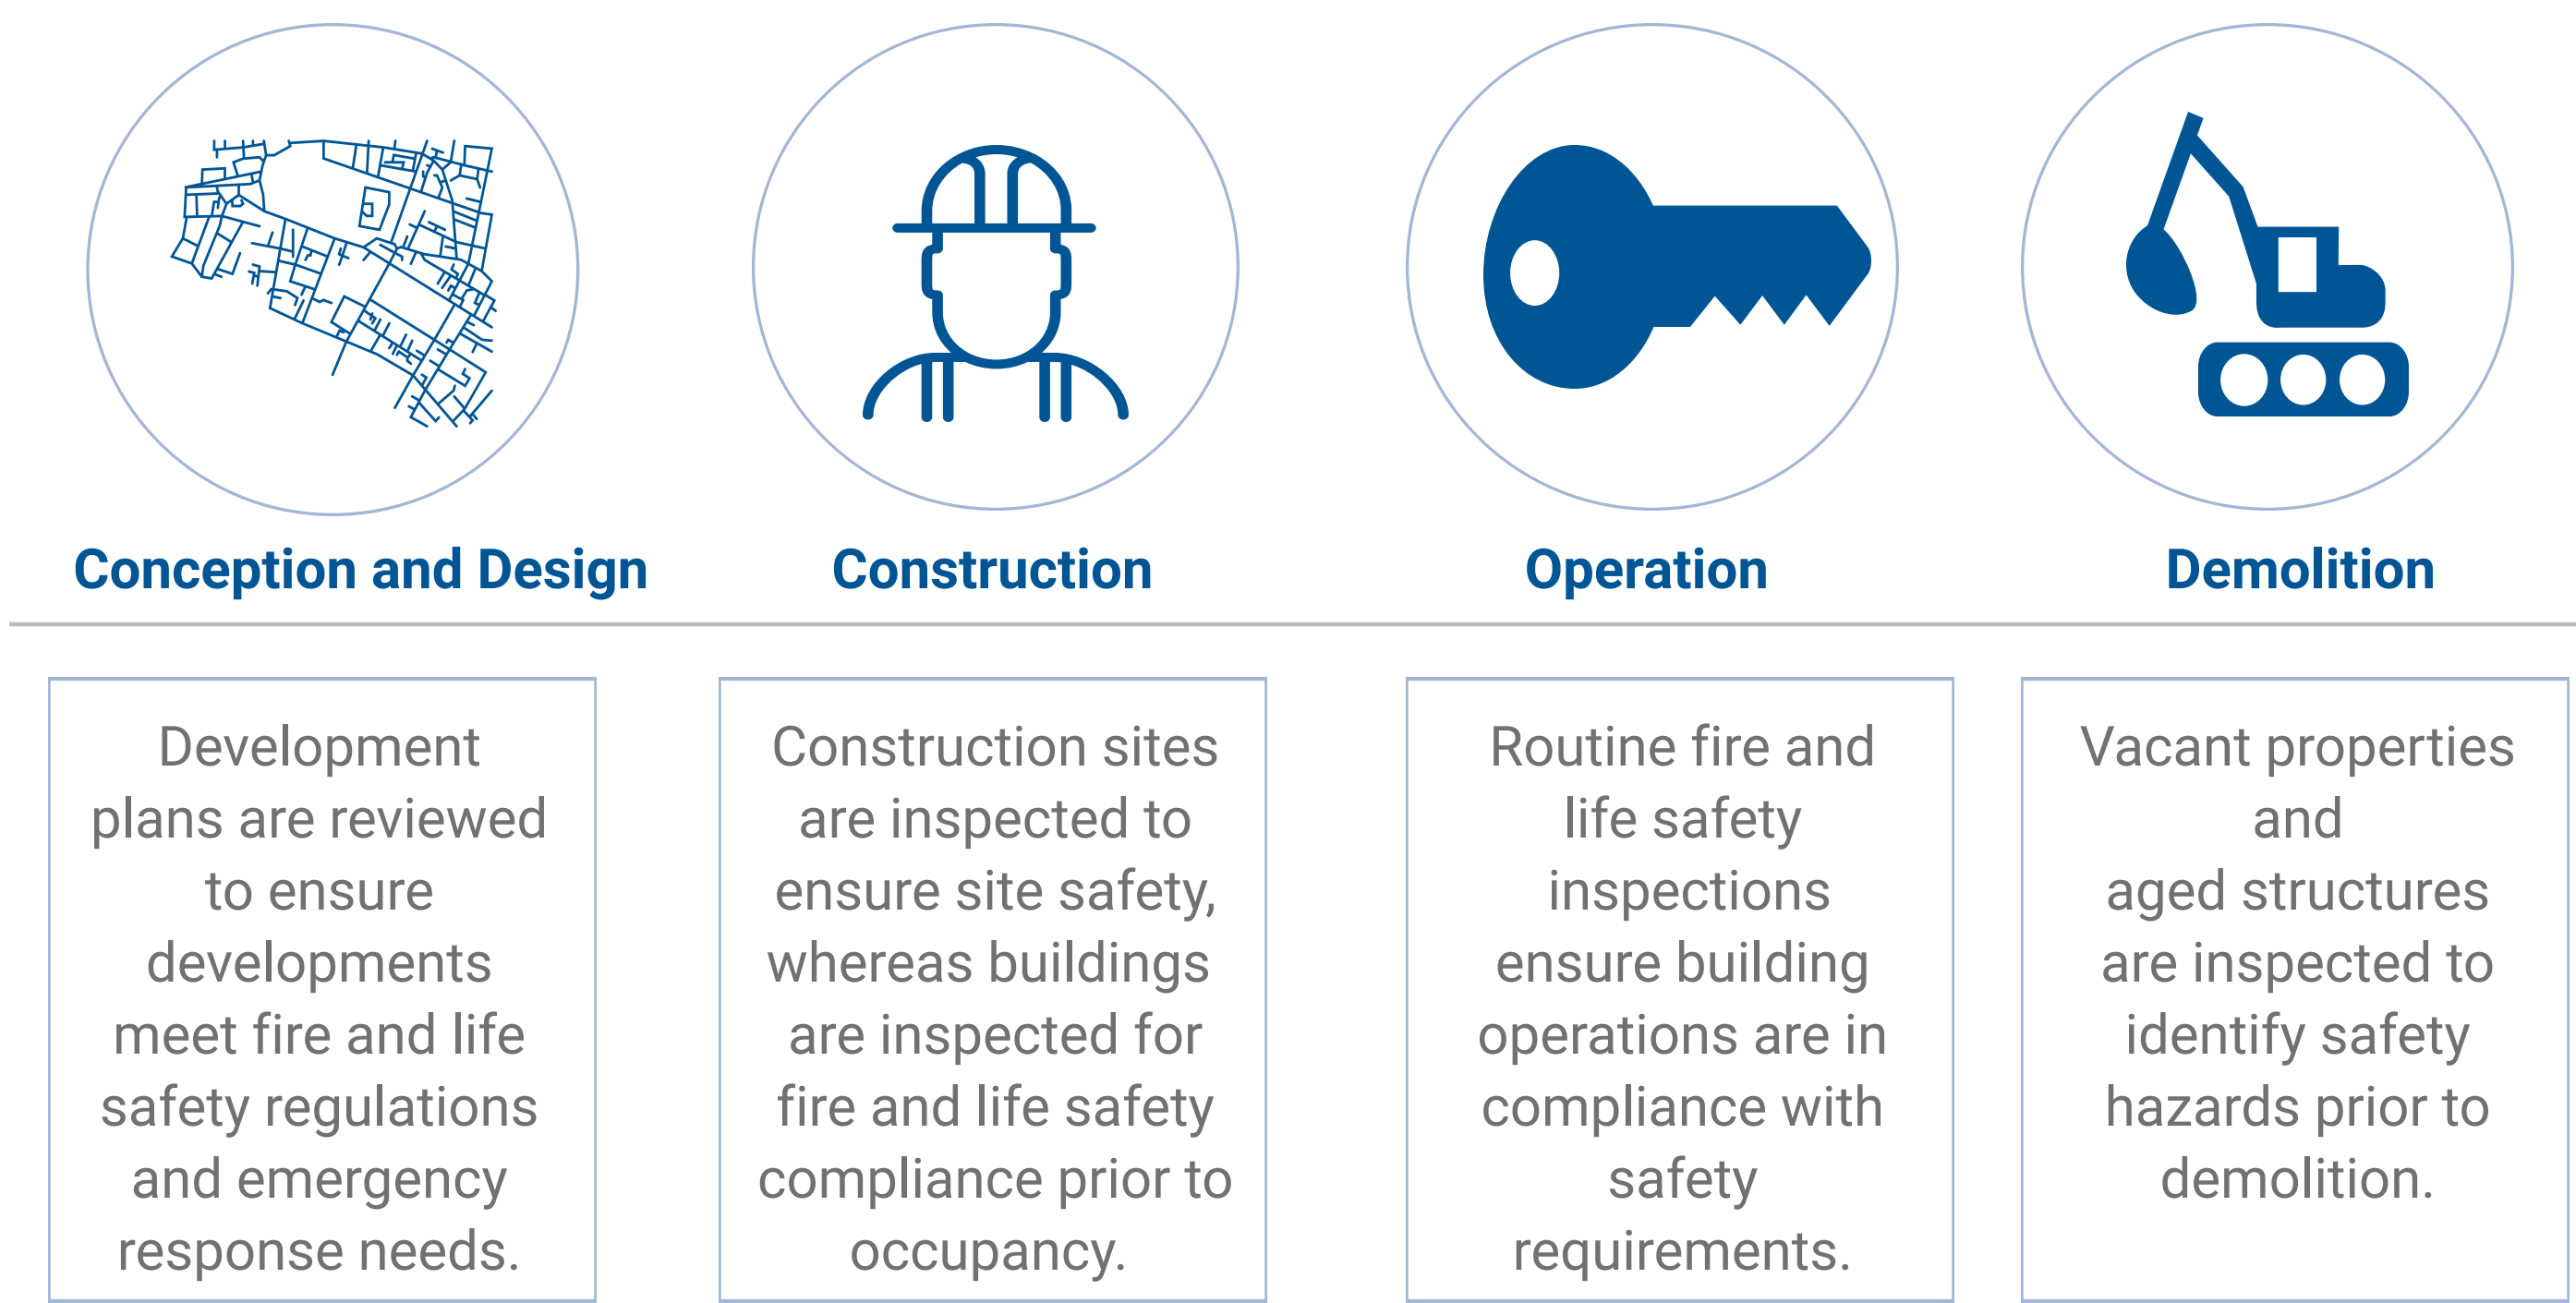 Conception and Design
Construction
Operation
Demolition
Development
plans are reviewed
to ensure
developments
meet fire and life
safety regulations
and emergency
response needs.
Construction sites
are inspected to
ensure site safety,
whereas buildings
are inspected for
fire and life safety
compliance prior to
occupancy.
Routine fire and
life safety
inspections
ensure building
operations are in
compliance with
safety
requirements.
Vacant properties
and
aged structures
are inspected to
identify safety
hazards prior to
demolition.